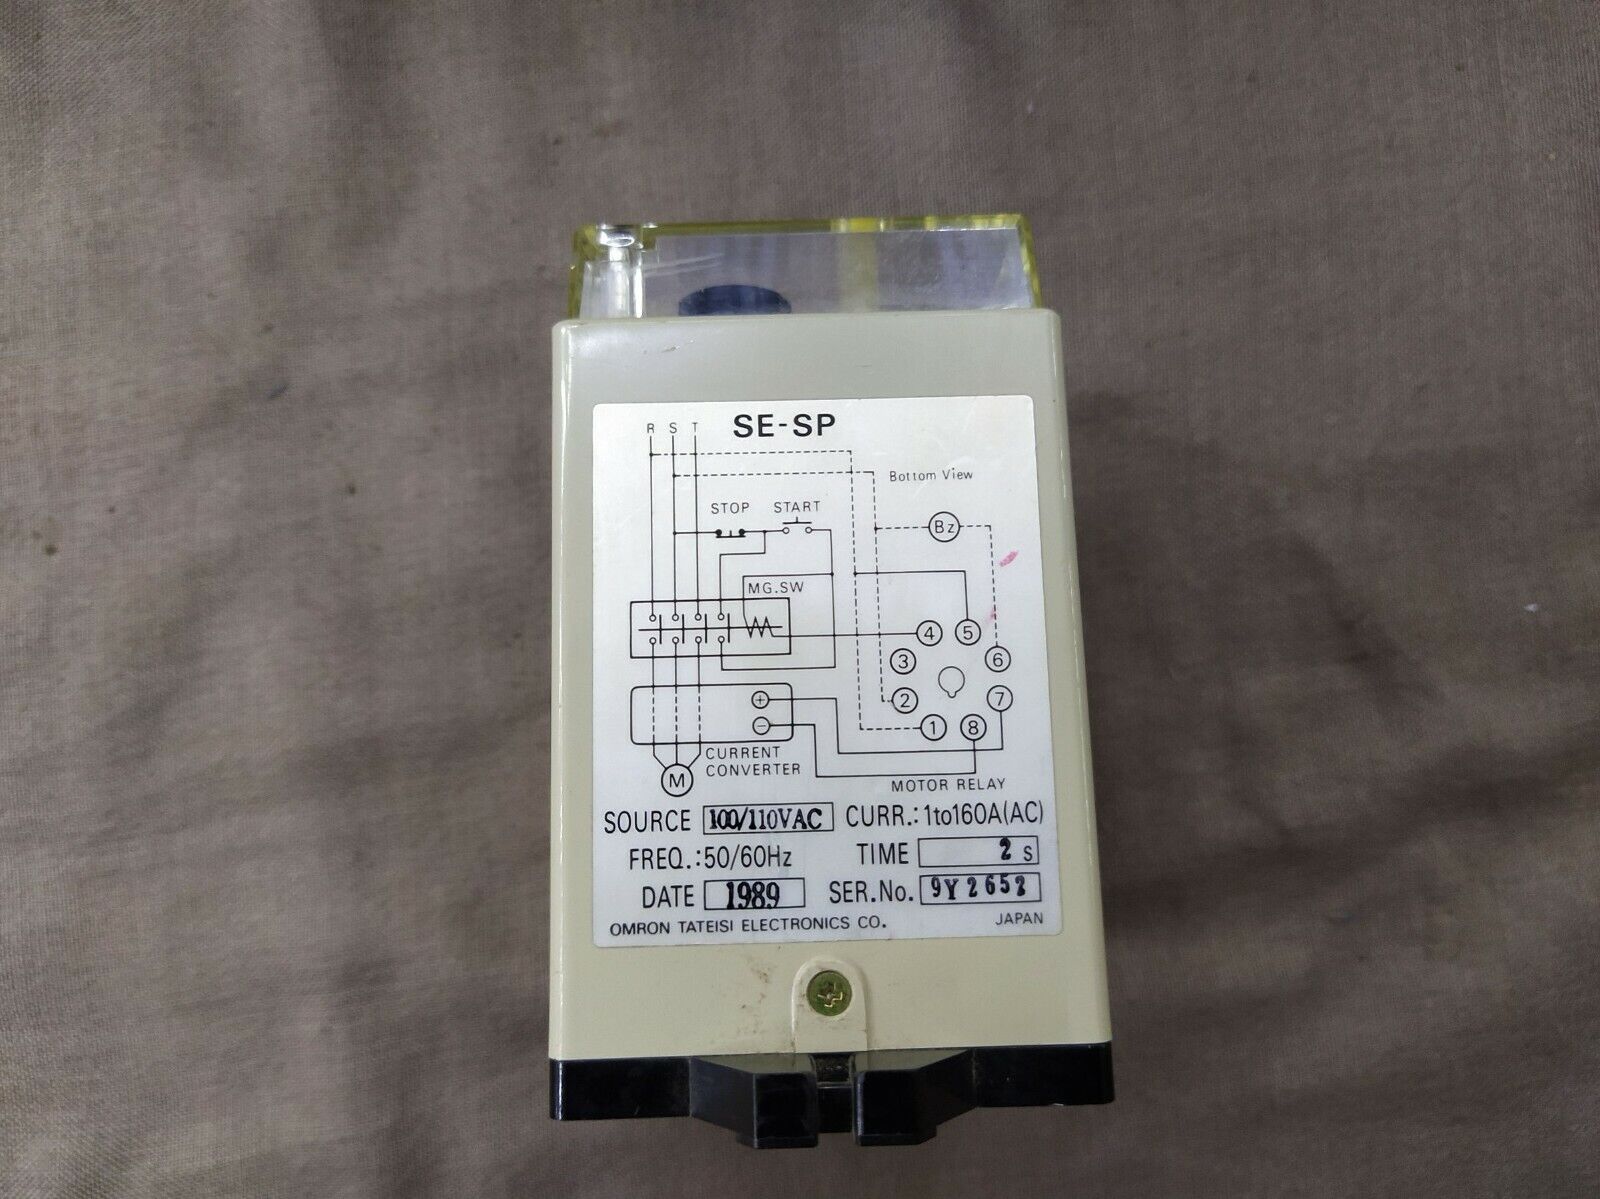 SE-SP
R S T
Bottom View
STOP START
Bz
MG.SW
4 5
3 6
2 7
1 8
+
−
CURRENT
CONVERTER
M
MOTOR RELAY
SOURCE 100/110VAC CURR.: 1to160A(AC)
FREQ.: 50/60Hz TIME 2 s
DATE 1989 SER.No. 9Y2652
OMRON TATEISI ELECTRONICS CO. JAPAN